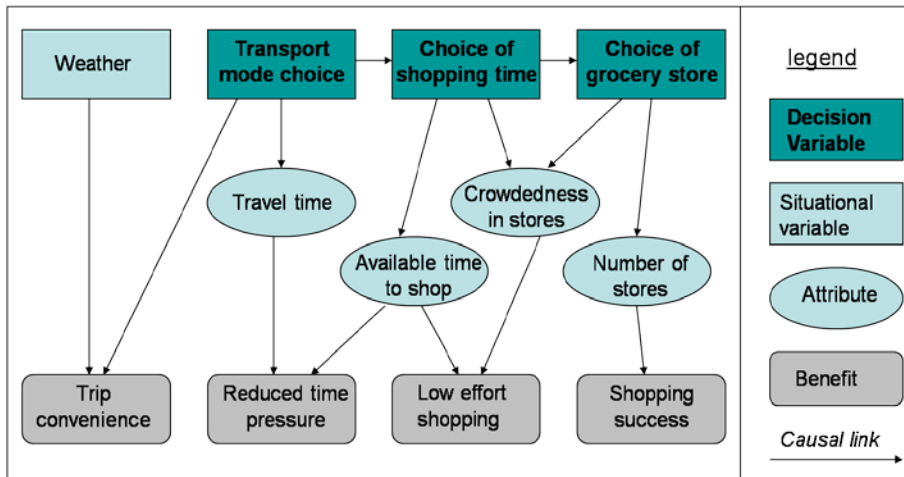 Weather
Transport
mode choice
Choice of
shopping time
Choice of
grocery store
Travel time
Crowdedness
in stores
Available time
to shop
Number of
stores
Trip
convenience
Reduced time
pressure
Low effort
shopping
Shopping
success
legend
Decision
Variable
Situational
variable
Attribute
Benefit
Causal link